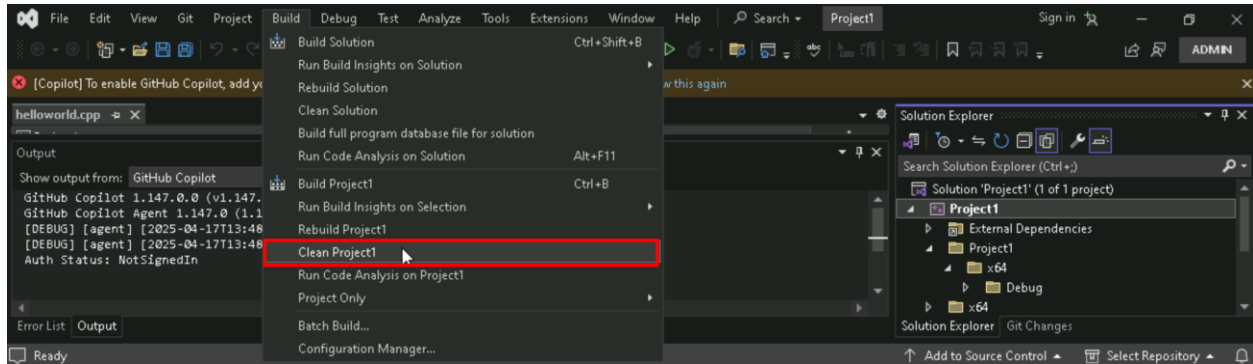 File Edit View Git Project Build Debug Test Analyze Tools Extensions Window Help Search Project1 Sign in
ADMIN
[Copilot] To enable GitHub Copilot, add yo
w this again
helloworld.cpp
Output
Show output from: GitHub Copilot
GitHub Copilot 1.147.0.0 (v1.147.
GitHub Copilot Agent 1.147.0 (1.1
[DEBUG] [agent] [2025-04-17T13:48
[DEBUG] [agent] [2025-04-17T13:48
Auth Status: NotSignedIn
Error List Output
Ready
Build Solution Ctrl+Shift+B
Run Build Insights on Solution
Rebuild Solution
Clean Solution
Build full program database file for solution
Run Code Analysis on Solution Alt+F11
Build Project1 Ctrl+B
Run Build Insights on Selection
Rebuild Project1
Clean Project1
Run Code Analysis on Project1
Project Only
Batch Build...
Configuration Manager...
Solution Explorer
Search Solution Explorer (Ctrl+;)
Solution 'Project1' (1 of 1 project)
Project1
External Dependencies
Project1
x64
Debug
x64
Solution Explorer Git Changes
Add to Source Control Select Repository